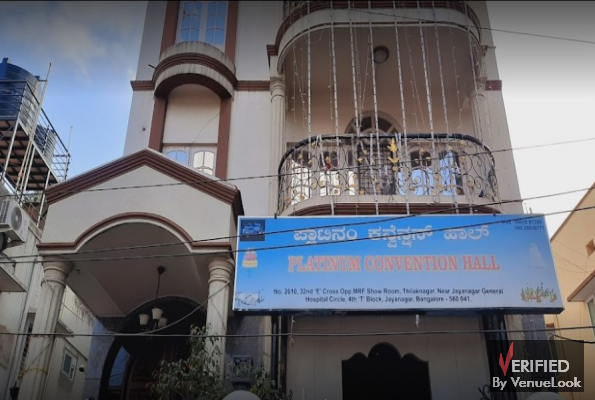 ಪ್ಲಾಟಿನಂ ಕನ್ವೆನ್ಷನ್ ಹಾಲ್
PLATINUM CONVENTION HALL
No. 2610, 32nd 'E' Cross Opp MRF Show Room, Thilaknagar, Near Jayanagar General
Hospital Circle, 4th 'T' Block, Jayanagar, Bangalore - 560 041.
VERIFIED
By VenueLook